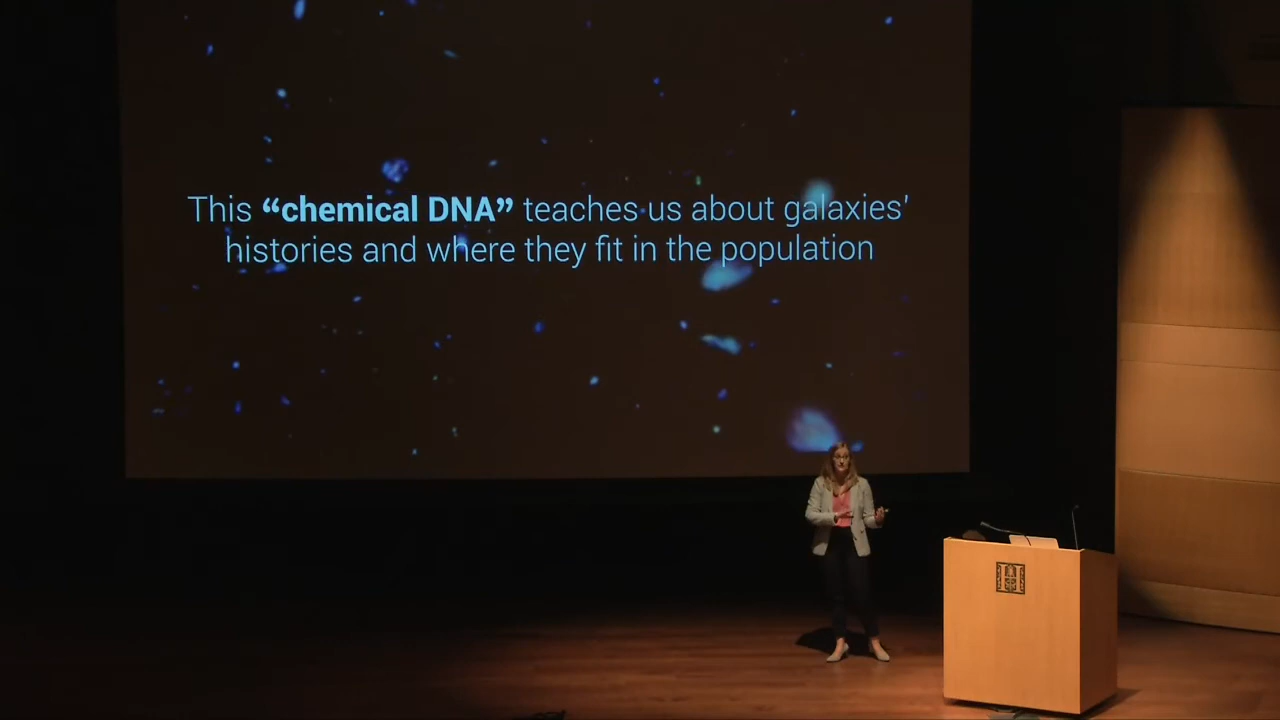 This “chemical DNA” teaches us about galaxies’
histories and where they fit in the population
H